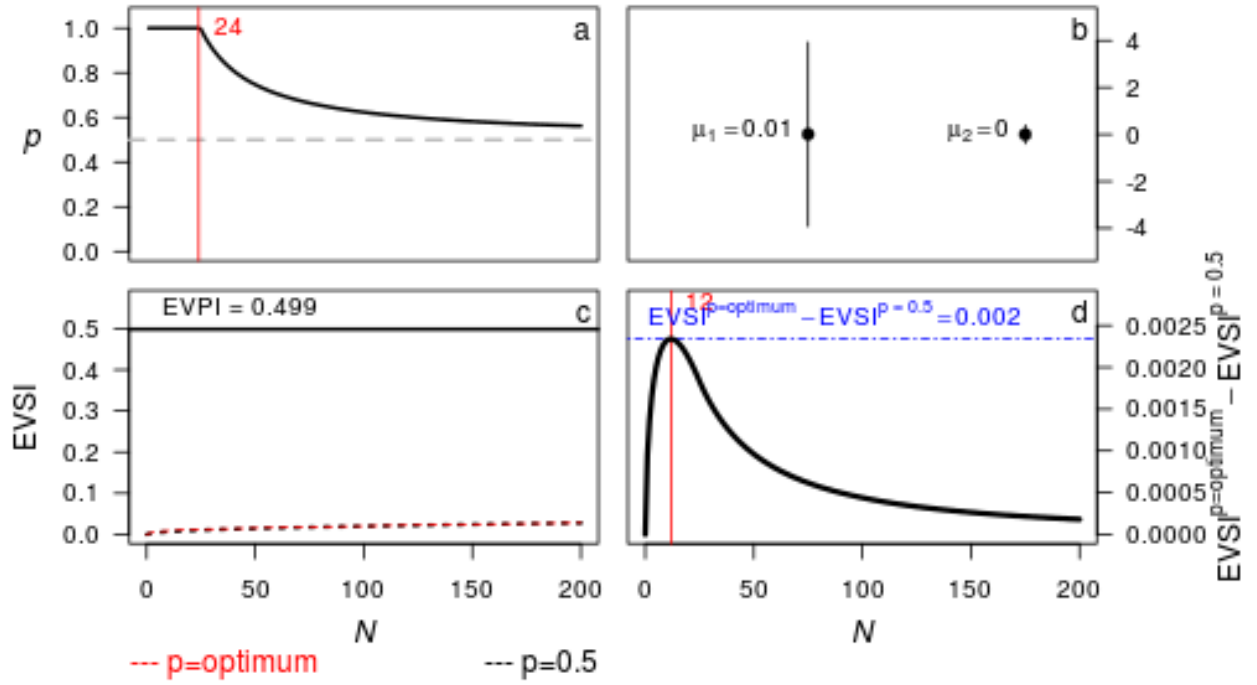 a
24
p
1.0
0.8
0.6
0.4
0.2
0.0
b
μ1 = 0.01
μ2 = 0
4
2
0
-2
-4
c
EVPI = 0.499
EVSI
0.5
0.4
0.3
0.2
0.1
0.0
0 50 100 150 200
N
d
12
EVSI^p=optimum − EVSI^p = 0.5 = 0.002
0.0025
0.0020
0.0015
0.0010
0.0005
0.0000
EVSI^p=optimum − EVSI^p = 0.5
0 50 100 150 200
N
p=optimum
p=0.5